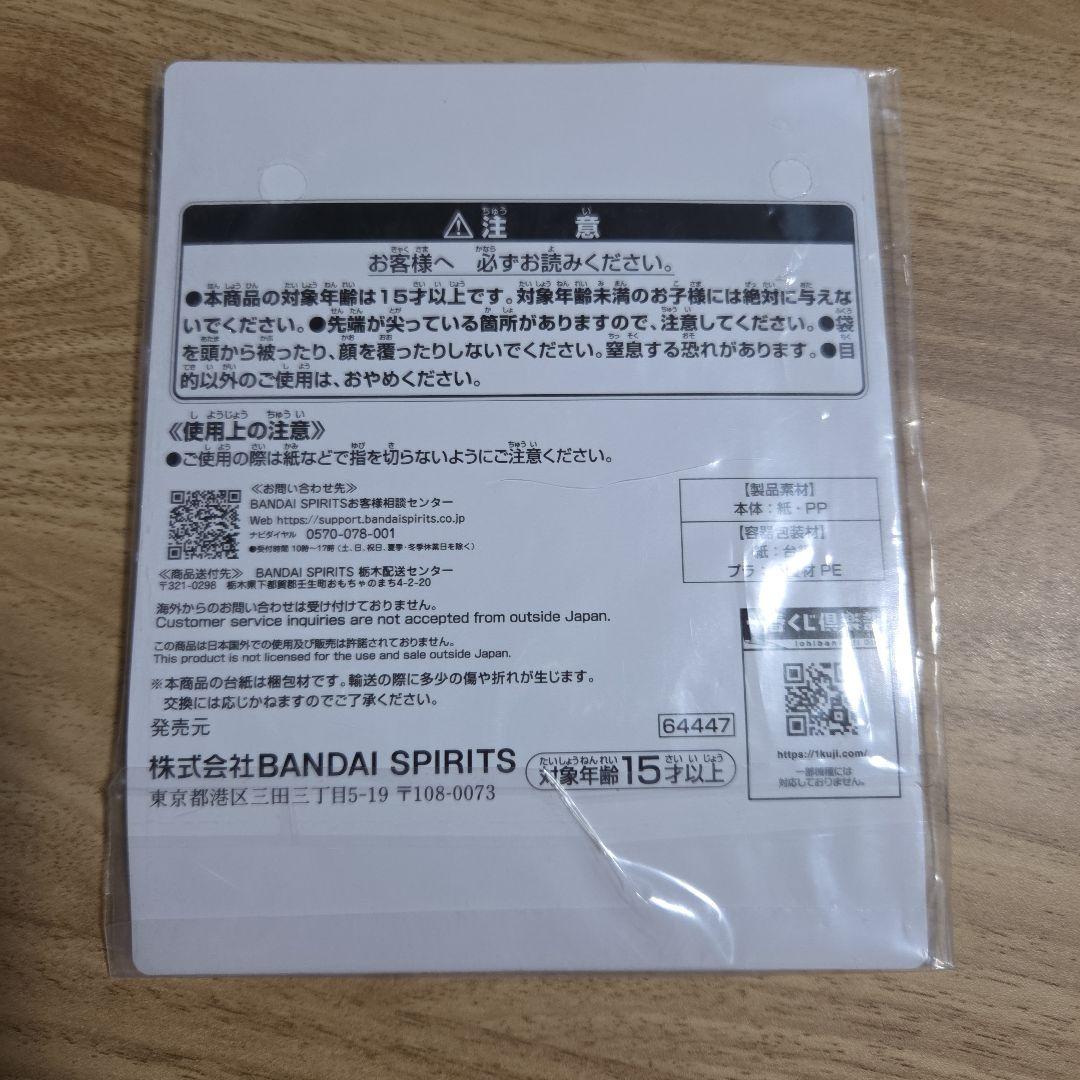 ⚠注 意
お客様へ 必ずお読みください。
●本商品の対象年齢は15才以上です。対象年齢未満のお子様には絶対に与えな
いでください。●先端が尖っている箇所がありますので、注意してください。●袋
を頭から被ったり、顔を覆ったりしないでください。窒息する恐れがあります。●目
的以外のご使用は、おやめください。
《使用上の注意》
●ご使用の際は紙などで指を切らないようにご注意ください。
≪お問い合わせ先≫
BANDAI SPIRITSお客様相談センター
Web https://support.bandaispirits.co.jp
ナビダイヤル 0570-078-001
●受付時間 10時～17時(土、日、祝日、夏季・冬季休業日を除く)
≪商品送付先≫ BANDAI SPIRITS 栃木配送センター
〒321-0298 栃木県下都賀郡壬生町おもちゃのまち4-2-20
海外からのお問い合わせは受け付けておりません。
Customer service inquiries are not accepted from outside Japan.
この商品は日本国外での使用及び販売は許諾されておりません。
This product is not licensed for the use and sale outside Japan.
※本商品の台紙は梱包材です。輸送の際に多少の傷や折れが生じます。
交換には応じかねますのでご了承ください。
発売元
株式会社BANDAI SPIRITS
東京都港区三田三丁目5-19 〒108-0073
64447
対象年齢15才以上
【製品素材】
本体:紙・PP
【容器包装材】
紙:台紙
プラ: PE
くじ倶楽部
https://1kuji.com/
一部機種には
対応しておりません。